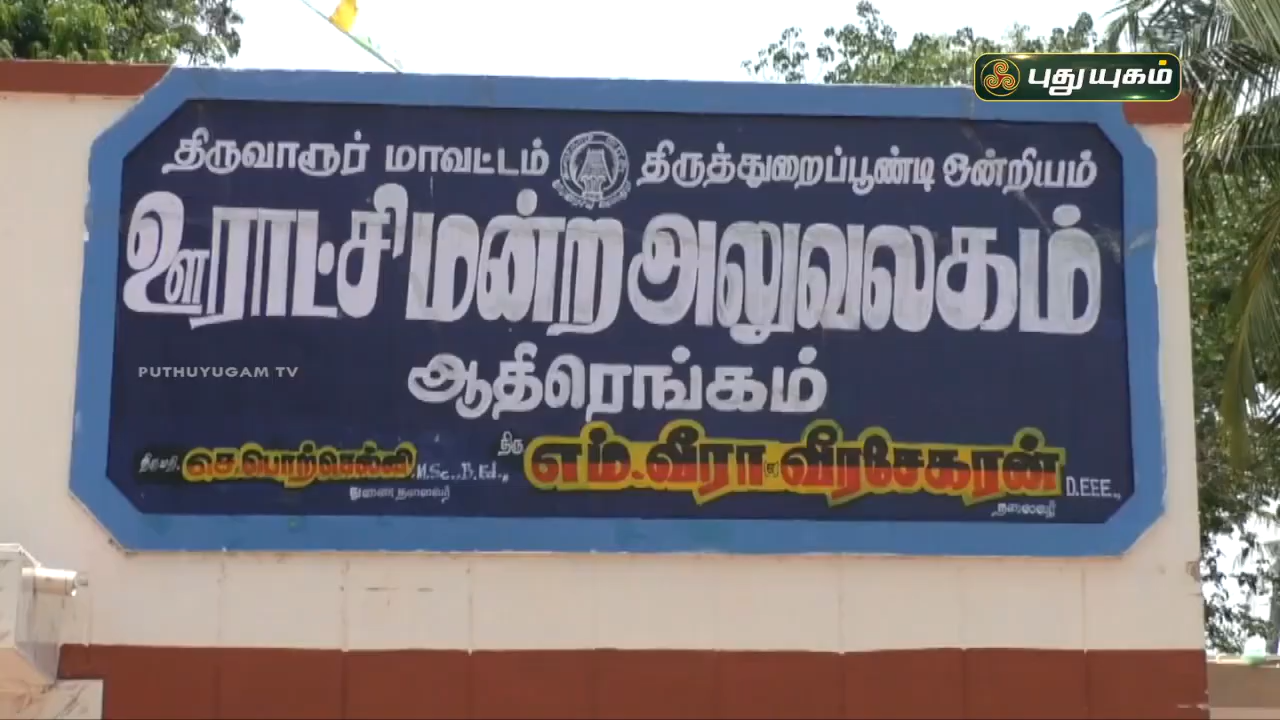 புதுயுகம்
திருவாரூர் மாவட்டம் திருத்துறைப்பூண்டி ஒன்றியம்
ஊராட்சி மன்ற அலுவலகம்
PUTHUYUGAM TV
ஆதிரெங்கம்
திருமதி. செ.பொற்செல்வி M.Sc.,B.Ed., திரு எம்.வீரா (எ) வீரசேகரன் D.EEE.,
துணை தலைவர் தலைவர்